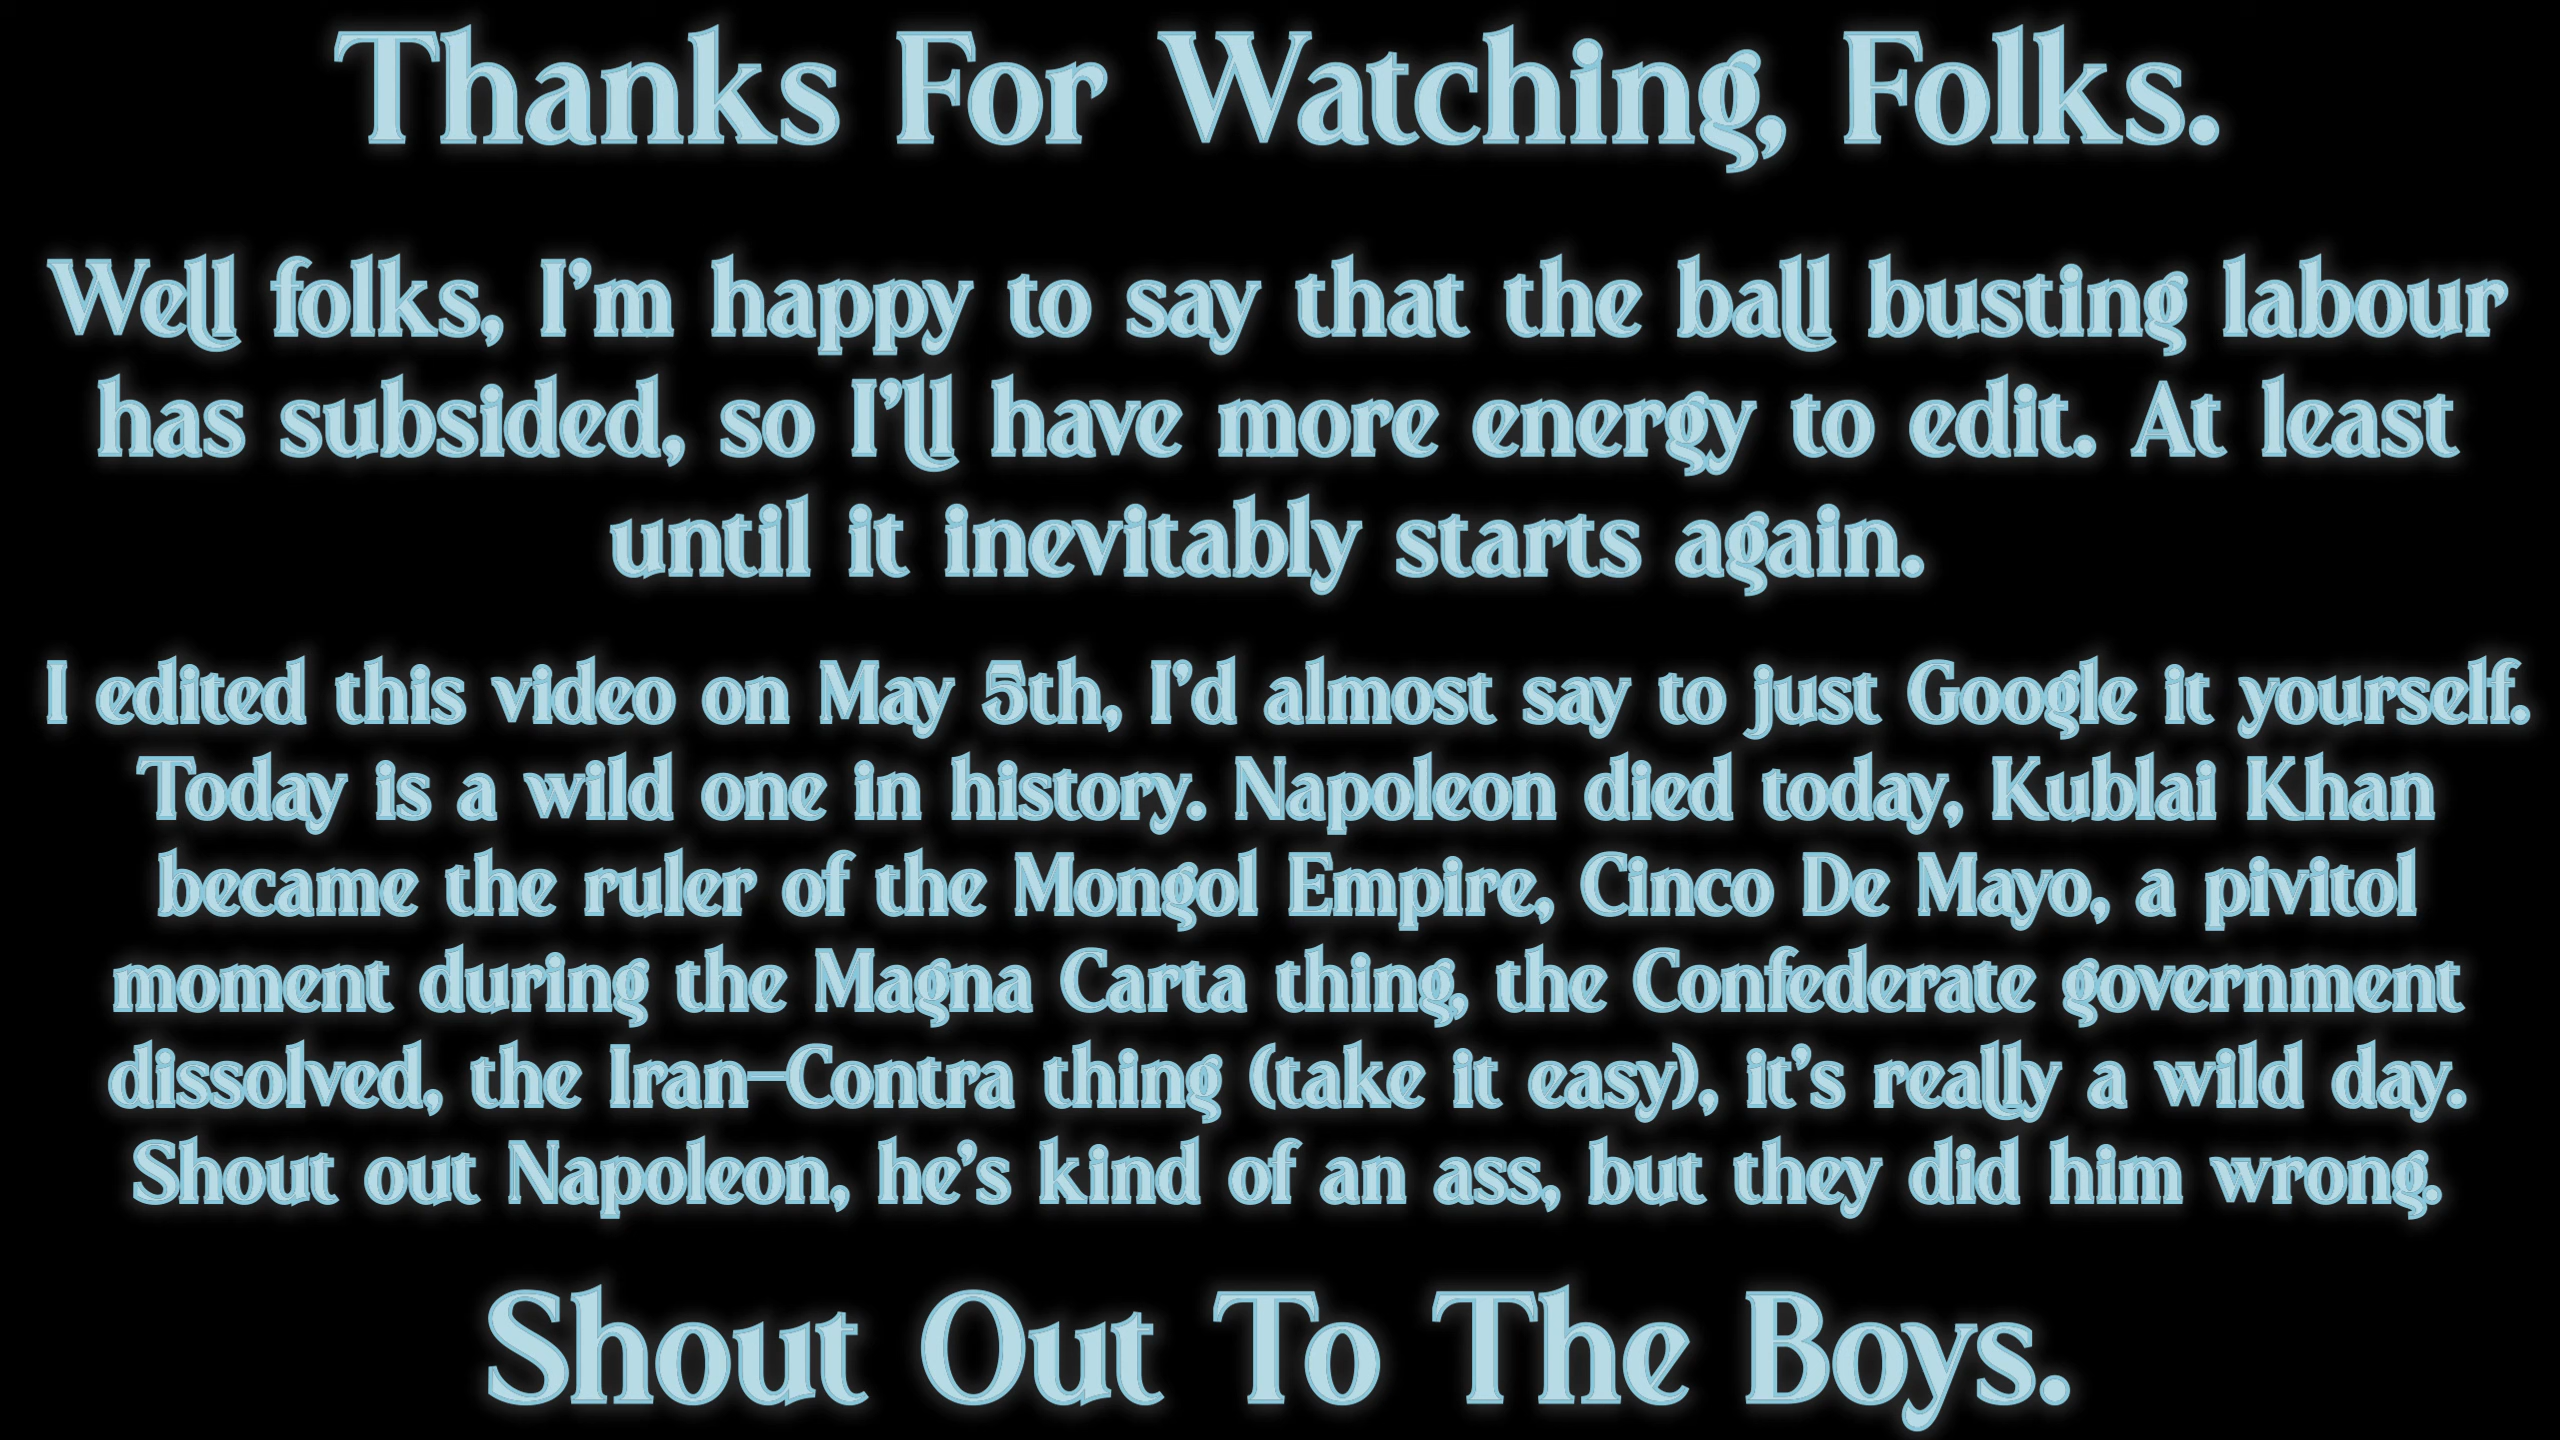 Thanks For Watching, Folks.
Well folks, I'm happy to say that the ball busting labour
has subsided, so I'll have more energy to edit. At least
until it inevitably starts again.
I edited this video on May 5th, I'd almost say to just Google it yourself.
Today is a wild one in history. Napoleon died today, Kublai Khan
became the ruler of the Mongol Empire, Cinco De Mayo, a pivitol
moment during the Magna Carta thing, the Confederate government
dissolved, the Iran-Contra thing (take it easy), it's really a wild day.
Shout out Napoleon, he's kind of an ass, but they did him wrong.
Shout Out To The Boys.